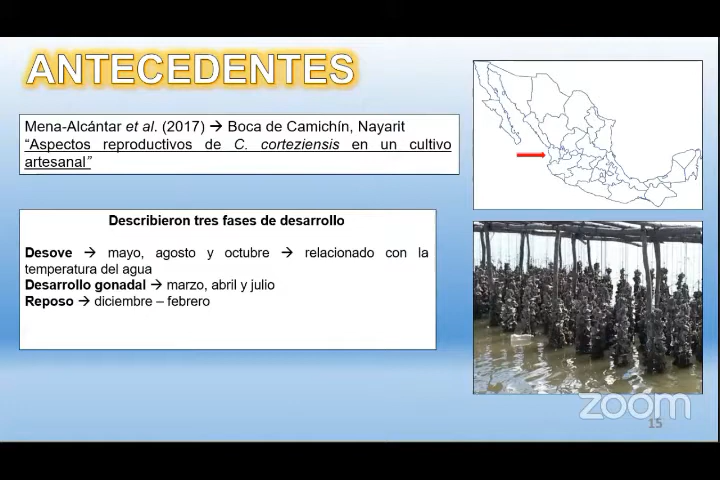 ANTECEDENTES
Mena-Alcántar et al. (2017) → Boca de Camichín, Nayarit
“Aspectos reproductivos de C. corteziensis en un cultivo
artesanal”
Describieron tres fases de desarrollo
Desove → mayo, agosto y octubre → relacionado con la
temperatura del agua
Desarrollo gonadal → marzo, abril y julio
Reposo → diciembre – febrero
zoom
15